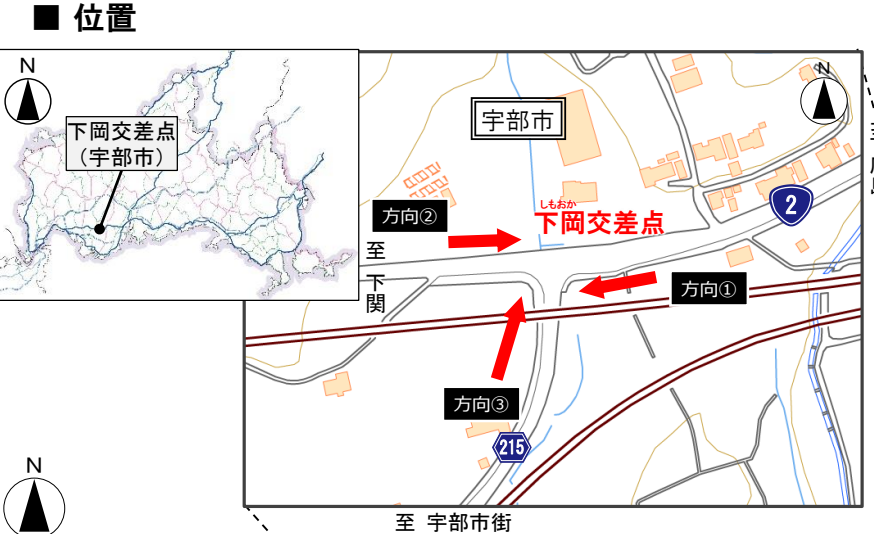 ■ 位置
N
下岡交差点
（宇部市）
宇部市
N
しもおか
下岡交差点
2
方向②
至
下
関
方向①
方向③
215
N
至 宇部市街